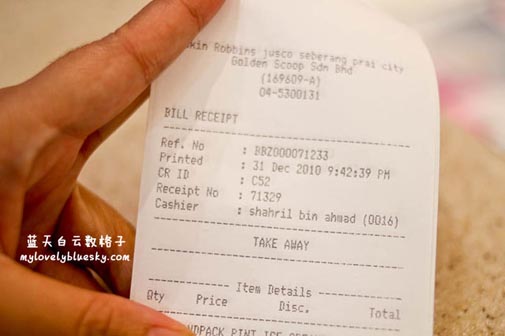 skin Robbins jusco seberang prai city
Golden Scoop Sdn Bhd
(169609-A)
04-5300131
BILL RECEIPT
Ref. No : BBZ000071233
Printed : 31 Dec 2010 9:42:39 PM
CR ID : C52
Receipt No : 71329
Cashier : shahril bin ahmad (0016)
TAKE AWAY
Item Details
Qty Price Disc. Total
蓝天白云数格子
mylovelybluesky.com